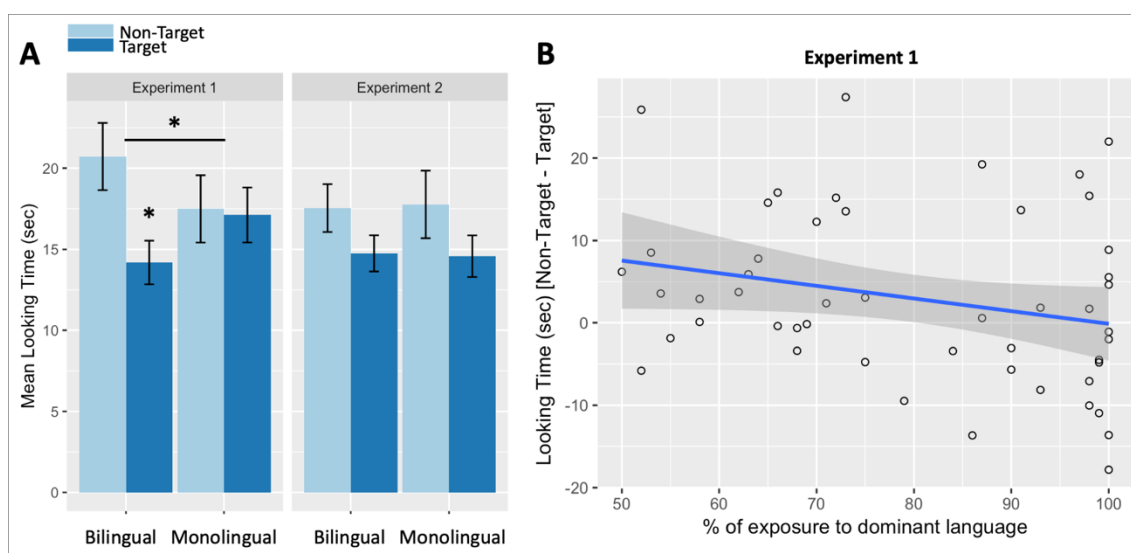 A
Non-Target
Target
Experiment 1
Experiment 2
*
*
Mean Looking Time (sec)
20
15
10
5
0
Bilingual
Monolingual
Bilingual
Monolingual
B
Experiment 1
Looking Time (sec) [Non-Target - Target]
20
10
0
-10
-20
50
60
70
80
90
100
% of exposure to dominant language